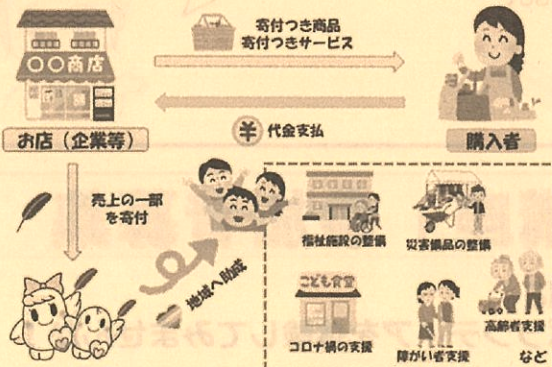 寄付つき商品
寄付つきサービス
〇〇商店
お店（企業等）
¥ 代金支払
購入者
売上の一部
を寄付
地域へ助成
福祉施設の整備
災害備品の整備
こども食堂
コロナ禍の支援
障がい者支援
高齢者支援
など